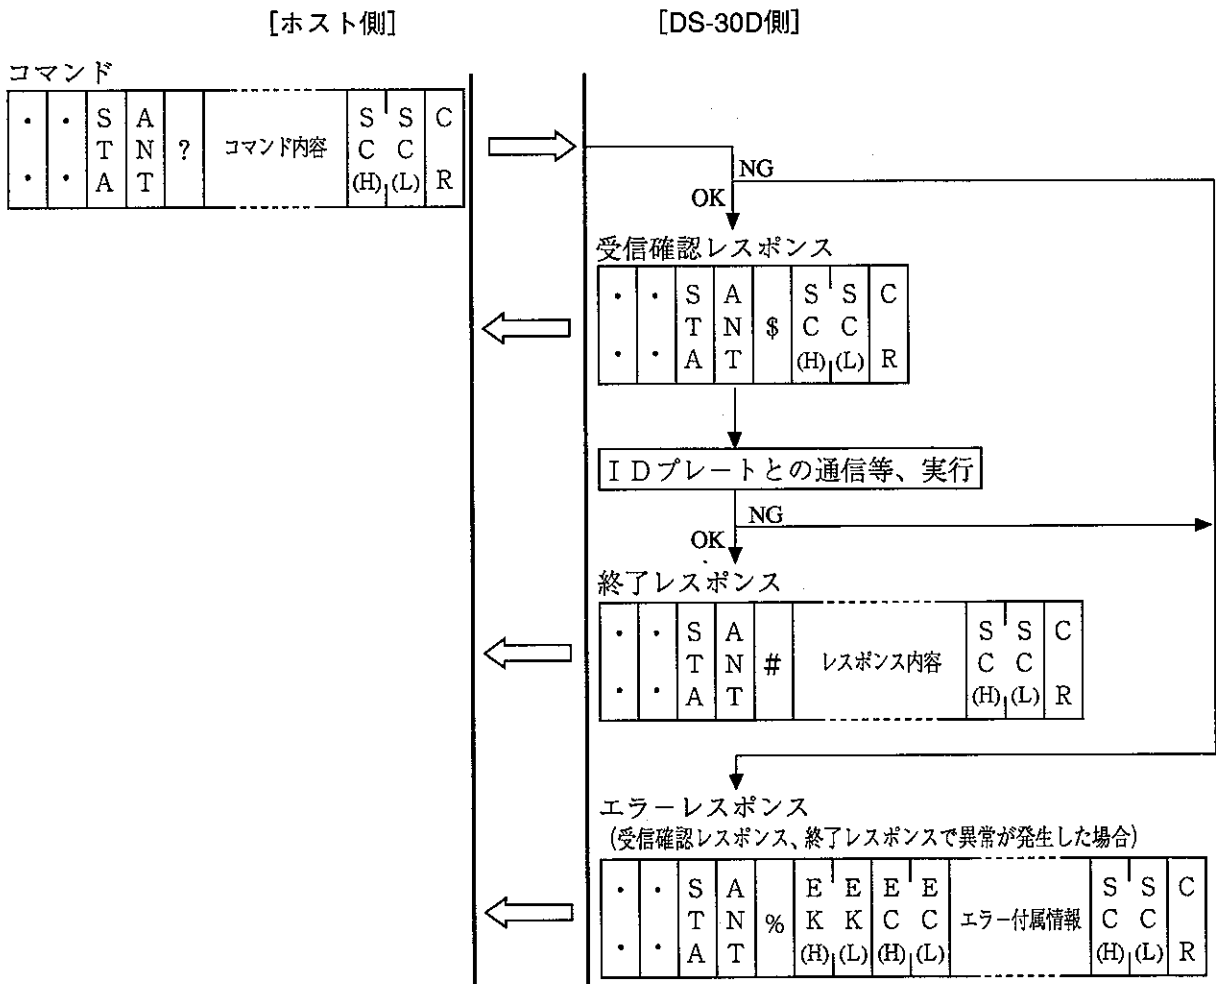 [ホスト側] [DS-30D側]
コマンド
: : STA ANT ? コマンド内容 SC(H) SC(L) CR
NG
OK
受信確認レスポンス
: : STA ANT $ SC(H) SC(L) CR
IDプレートとの通信等、実行
NG
OK
終了レスポンス
: : STA ANT # レスポンス内容 SC(H) SC(L) CR
エラーレスポンス
(受信確認レスポンス、終了レスポンスで異常が発生した場合)
: : STA ANT % EK(H) EK(L) EC(H) EC(L) エラー付属情報 SC(H) SC(L) CR